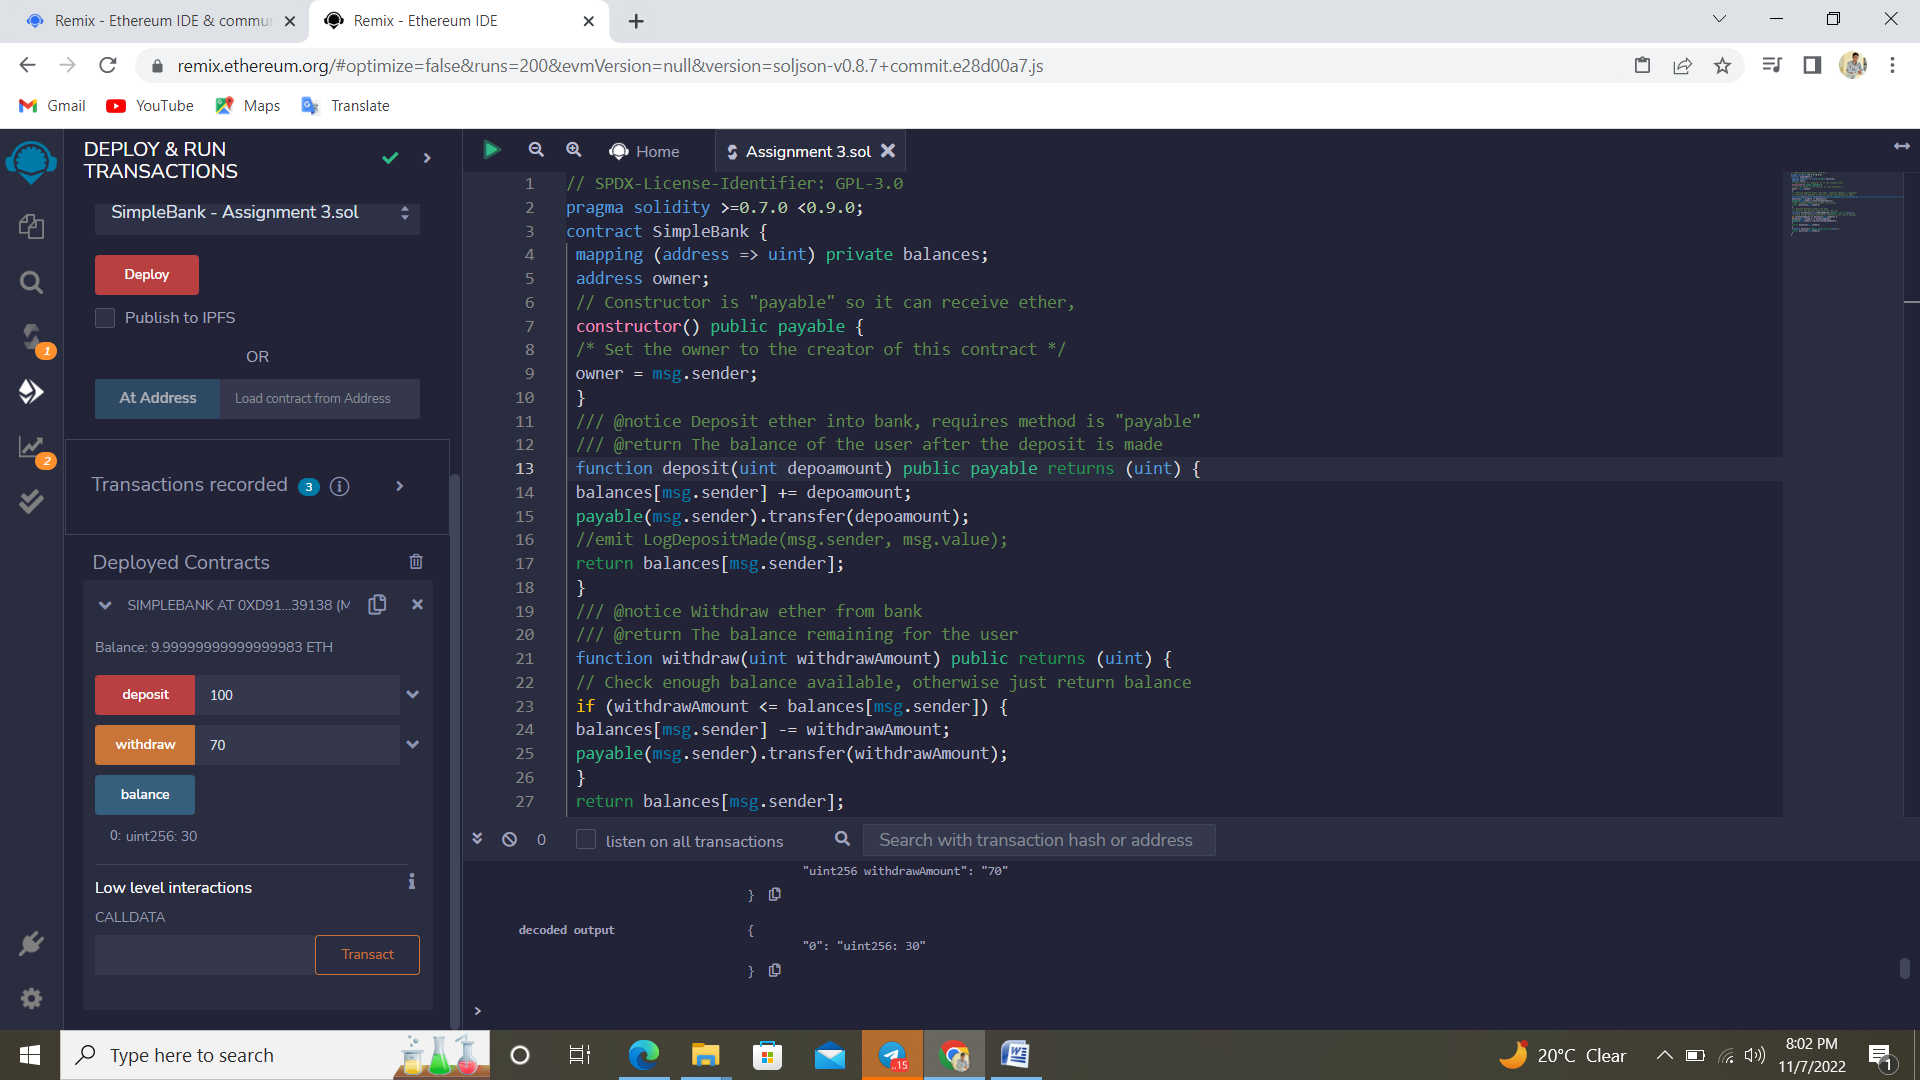 Remix - Ethereum IDE & commun
Remix - Ethereum IDE
remix.ethereum.org/#optimize=false&runs=200&evmVersion=null&version=soljson-v0.8.7+commit.e28d00a7.js
Gmail
YouTube
Maps
Translate
DEPLOY & RUN
TRANSACTIONS
SimpleBank - Assignment 3.sol
Deploy
Publish to IPFS
OR
At Address
Load contract from Address
1
2
Transactions recorded 3
Deployed Contracts
SIMPLEBANK AT 0XD91...39138 (M
Balance: 9.99999999999999983 ETH
deposit 100
withdraw 70
balance
0: uint256: 30
Low level interactions
CALLDATA
Transact
Home
Assignment 3.sol
1 // SPDX-License-Identifier: GPL-3.0
2 pragma solidity >=0.7.0 <0.9.0;
3 contract SimpleBank {
4 mapping (address => uint) private balances;
5 address owner;
6 // Constructor is "payable" so it can receive ether,
7 constructor() public payable {
8 /* Set the owner to the creator of this contract */
9 owner = msg.sender;
10 }
11 /// @notice Deposit ether into bank, requires method is "payable"
12 /// @return The balance of the user after the deposit is made
13 function deposit(uint depoamount) public payable returns (uint) {
14 balances[msg.sender] += depoamount;
15 payable(msg.sender).transfer(depoamount);
16 //emit LogDepositMade(msg.sender, msg.value);
17 return balances[msg.sender];
18 }
19 /// @notice Withdraw ether from bank
20 /// @return The balance remaining for the user
21 function withdraw(uint withdrawAmount) public returns (uint) {
22 // Check enough balance available, otherwise just return balance
23 if (withdrawAmount <= balances[msg.sender]) {
24 balances[msg.sender] -= withdrawAmount;
25 payable(msg.sender).transfer(withdrawAmount);
26 }
27 return balances[msg.sender];
0
listen on all transactions
Search with transaction hash or address
"uint256 withdrawAmount": "70"
}
decoded output {
"0": "uint256: 30"
}
>
Type here to search
..15
20°C Clear
8:02 PM
11/7/2022
1